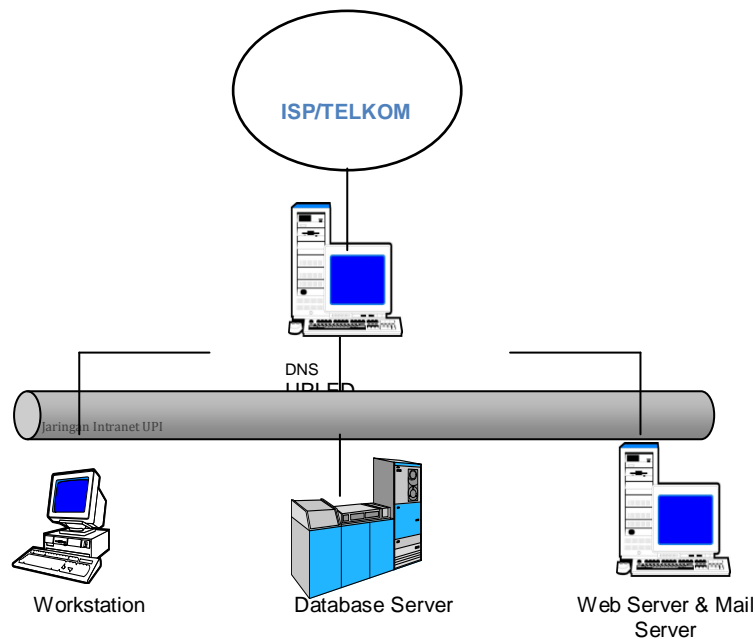 ISP/TELKOM
DNS
Jaringan Intranet UPI
Workstation
Database Server
Web Server & Mail
Server